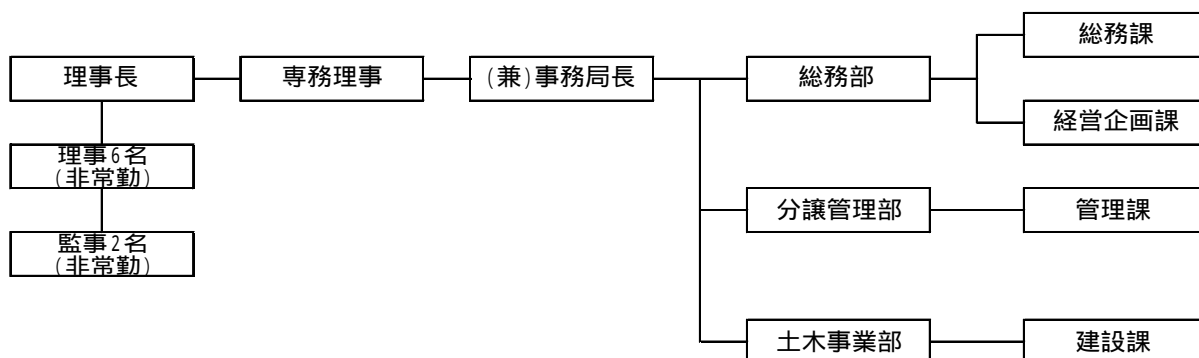 総務課
理事長
専務理事
(兼)事務局長
総務部
経営企画課
理事6名
(非常勤)
分譲管理部
管理課
監事2名
(非常勤)
土木事業部
建設課